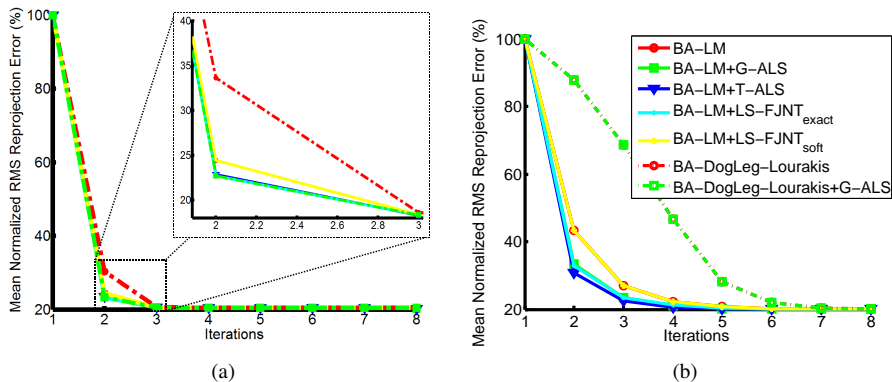 Mean Normalized RMS Reprojection Error (%)
100
80
60
40
20
1 2 3 4 5 6 7 8
Iterations
40
35
30
25
20
2 2.2 2.4 2.6 2.8 3
(a)
Mean Normalized RMS Reprojection Error (%)
100
80
60
40
20
1 2 3 4 5 6 7 8
Iterations
BA−LM
BA−LM+G−ALS
BA−LM+T−ALS
BA−LM+LS−FJNTexact
BA−LM+LS−FJNTsoft
BA−DogLeg−Lourakis
BA−DogLeg−Lourakis+G−ALS
(b)